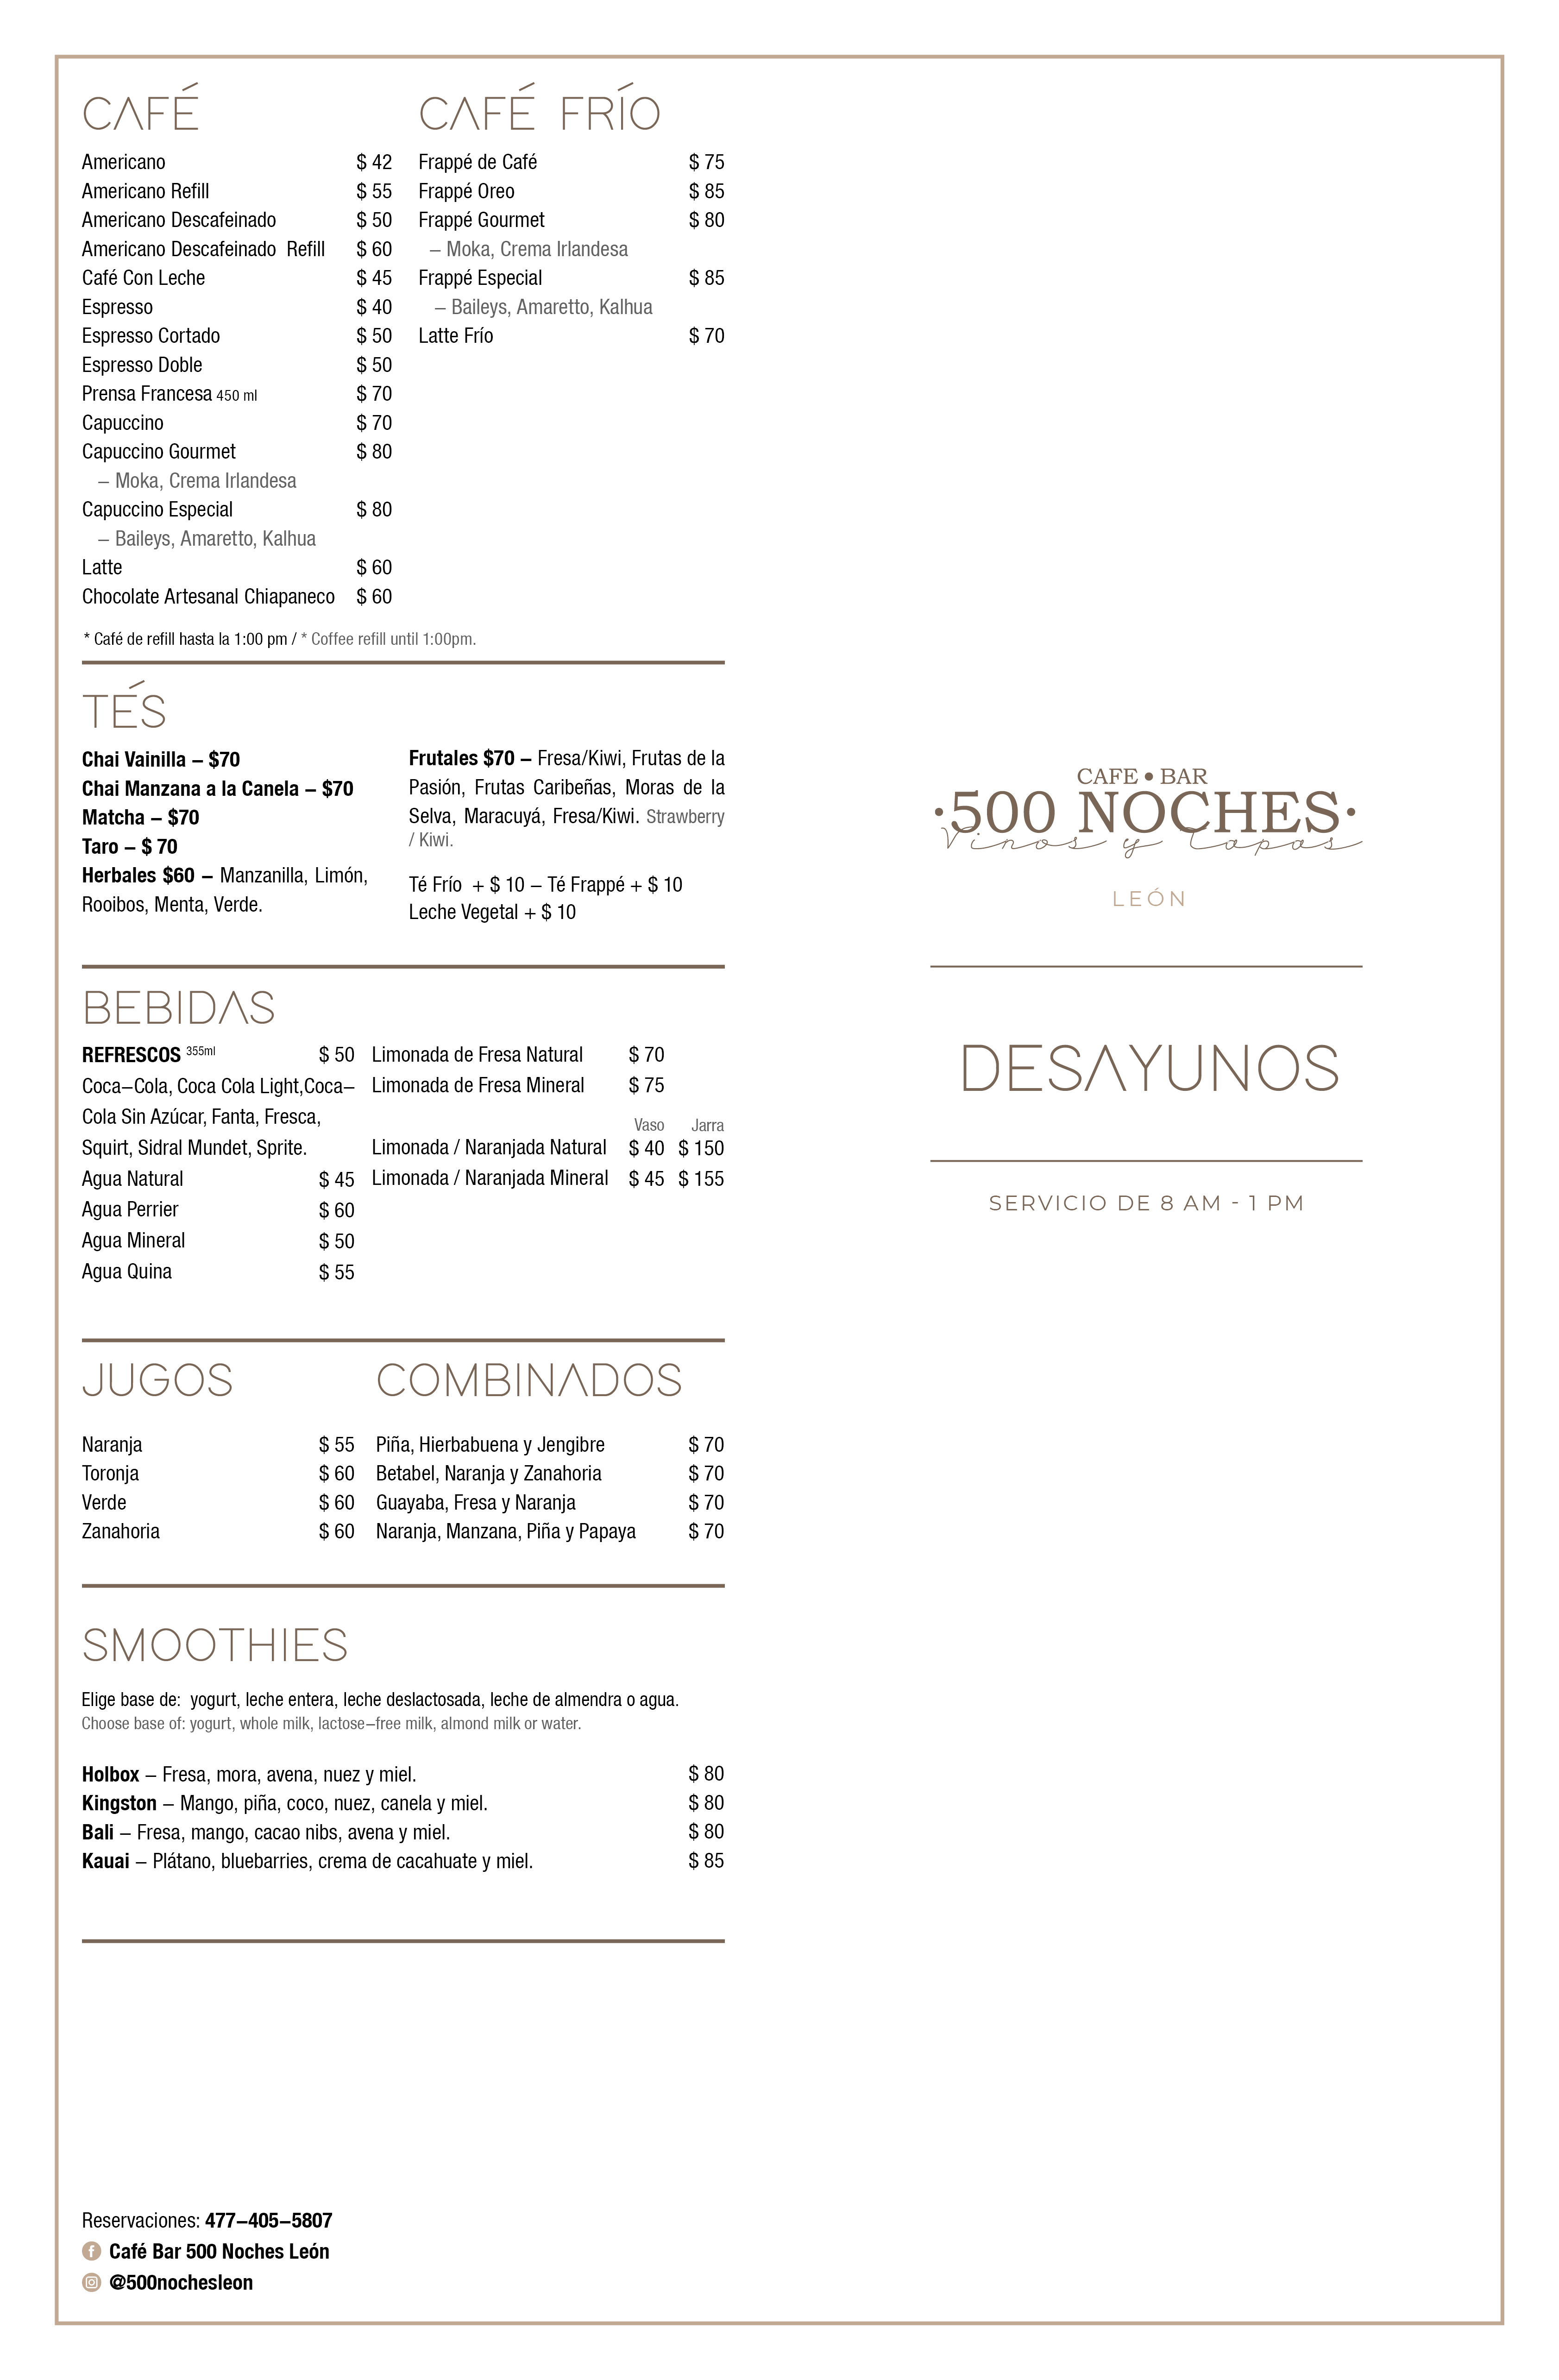 CAFÉ
Americano $ 42
Americano Refill $ 55
Americano Descafeinado $ 50
Americano Descafeinado Refill $ 60
Café Con Leche $ 45
Espresso $ 40
Espresso Cortado $ 50
Espresso Doble $ 50
Prensa Francesa 450 ml $ 70
Capuccino $ 70
Capuccino Gourmet $ 80
– Moka, Crema Irlandesa
Capuccino Especial $ 80
– Baileys, Amaretto, Kalhua
Latte $ 60
Chocolate Artesanal Chiapaneco $ 60
CAFÉ FRÍO
Frappé de Café $ 75
Frappé Oreo $ 85
Frappé Gourmet $ 80
– Moka, Crema Irlandesa
Frappé Especial $ 85
– Baileys, Amaretto, Kalhua
Latte Frío $ 70
* Café de refill hasta la 1:00 pm / * Coffee refill until 1:00pm.
TÉS
Chai Vainilla – $70
Chai Manzana a la Canela – $70
Matcha – $70
Taro – $ 70
Herbales $60 – Manzanilla, Limón,
Rooibos, Menta, Verde.
Frutales $70 – Fresa/Kiwi, Frutas de la
Pasión, Frutas Caribeñas, Moras de la
Selva, Maracuyá, Fresa/Kiwi. Strawberry
/ Kiwi.
Té Frío + $ 10 – Té Frappé + $ 10
Leche Vegetal + $ 10
BEBIDAS
REFRESCOS 355ml $ 50
Coca–Cola, Coca Cola Light,Coca–
Cola Sin Azúcar, Fanta, Fresca,
Squirt, Sidral Mundet, Sprite.
Agua Natural $ 45
Agua Perrier $ 60
Agua Mineral $ 50
Agua Quina $ 55
Limonada de Fresa Natural $ 70
Limonada de Fresa Mineral $ 75
Vaso Jarra
Limonada / Naranjada Natural $ 40 $ 150
Limonada / Naranjada Mineral $ 45 $ 155
JUGOS
Naranja $ 55
Toronja $ 60
Verde $ 60
Zanahoria $ 60
COMBINADOS
Piña, Hierbabuena y Jengibre $ 70
Betabel, Naranja y Zanahoria $ 70
Guayaba, Fresa y Naranja $ 70
Naranja, Manzana, Piña y Papaya $ 70
SMOOTHIES
Elige base de: yogurt, leche entera, leche deslactosada, leche de almendra o agua.
Choose base of: yogurt, whole milk, lactose–free milk, almond milk or water.
Holbox – Fresa, mora, avena, nuez y miel. $ 80
Kingston – Mango, piña, coco, nuez, canela y miel. $ 80
Bali – Fresa, mango, cacao nibs, avena y miel. $ 80
Kauai – Plátano, bluebarries, crema de cacahuate y miel. $ 85
Reservaciones: 477–405–5807
Café Bar 500 Noches León
@500nochesleon
CAFE • BAR
·500 NOCHES·
Vinos y Tapas
LEÓN
DESAYUNOS
SERVICIO DE 8 AM - 1 PM